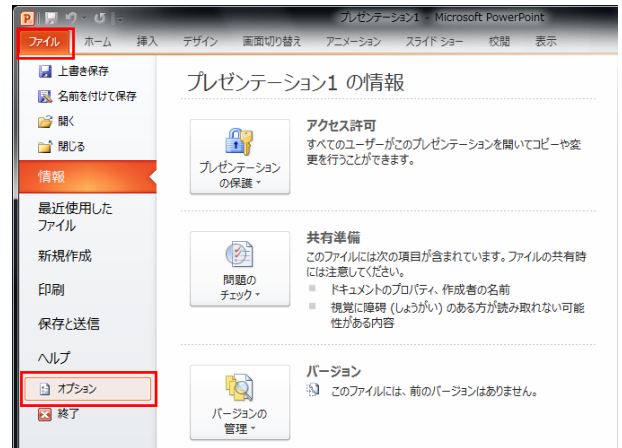 プレゼンテーション1 - Microsoft PowerPoint
ファイル ホーム 挿入 デザイン 画面切り替え アニメーション スライド ショー 校閲 表示
上書き保存
名前を付けて保存
開く
閉じる
情報
最近使用した
ファイル
新規作成
印刷
保存と送信
ヘルプ
オプション
終了
プレゼンテーション1 の情報
プレゼンテーション
の保護
アクセス許可
すべてのユーザーがこのプレゼンテーションを開いてコピーや変
更を行うことができます。
問題の
チェック
共有準備
このファイルには次の項目が含まれています。ファイルの共有時
には注意してください。
ドキュメントのプロパティ、作成者の名前
視覚に障碍 (しょうがい) のある方が読み取れない可能
性がある内容
バージョンの
管理
バージョン
このファイルには、前のバージョンはありません。